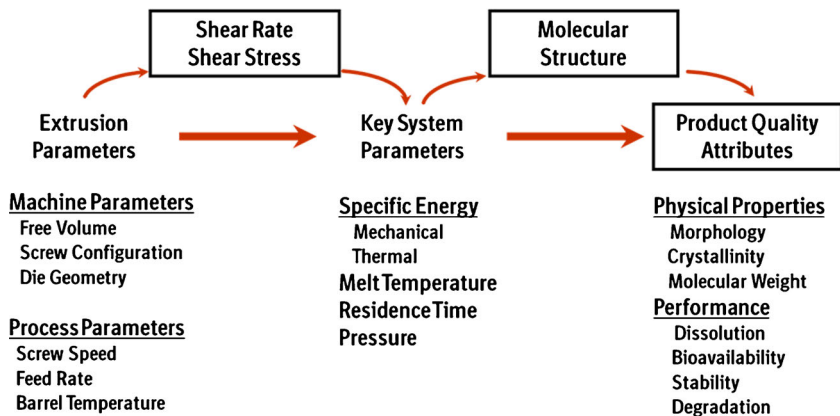 Shear Rate
Shear Stress
Molecular
Structure
Extrusion
Parameters
Key System
Parameters
Product Quality
Attributes
Machine Parameters
Free Volume
Screw Configuration
Die Geometry
Process Parameters
Screw Speed
Feed Rate
Barrel Temperature
Specific Energy
Mechanical
Thermal
Melt Temperature
Residence Time
Pressure
Physical Properties
Morphology
Crystallinity
Molecular Weight
Performance
Dissolution
Bioavailability
Stability
Degradation